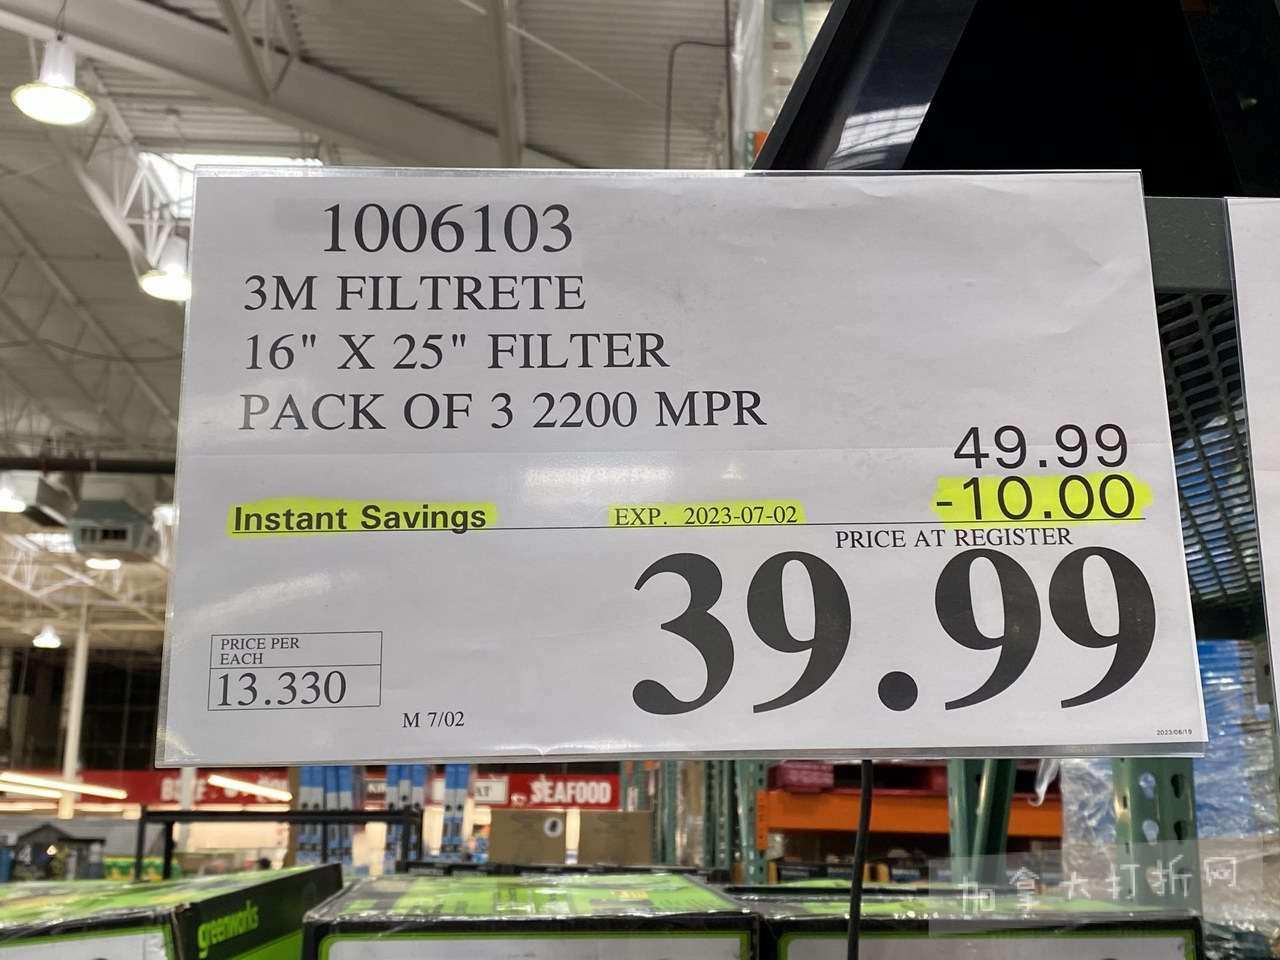 1006103
3M FILTRETE
16" X 25" FILTER
PACK OF 3 2200 MPR
49.99
Instant Savings EXP. 2023-07-02 -10.00
PRICE AT REGISTER
39.99
PRICE PER
EACH
13.330
M 7/02
2023/06/19
SEAFOOD
greenworks
加拿大打折网